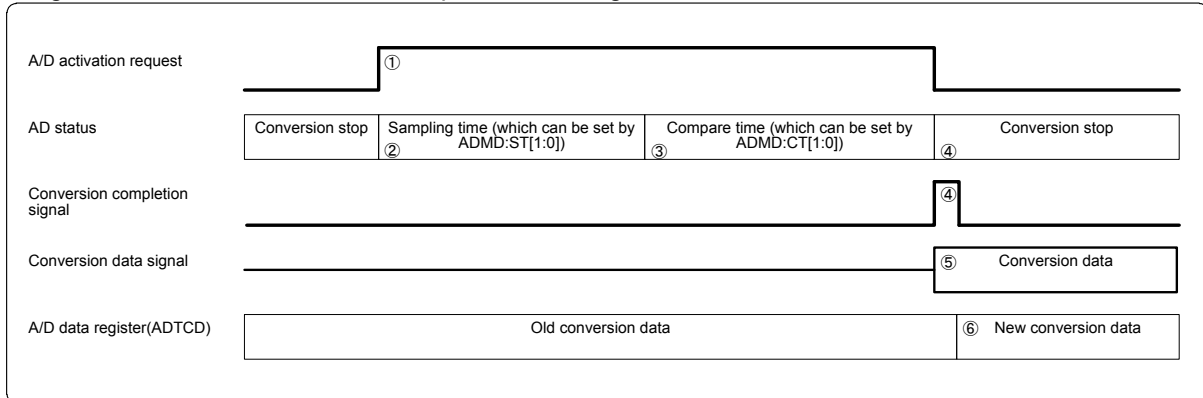 A/D activation request
①
AD status
Conversion stop
Sampling time (which can be set by
ADMD:ST[1:0])
②
Compare time (which can be set by
ADMD:CT[1:0])
③
Conversion stop
④
Conversion completion
signal
④
Conversion data signal
⑤ Conversion data
A/D data register(ADTCD)
Old conversion data
⑥ New conversion data